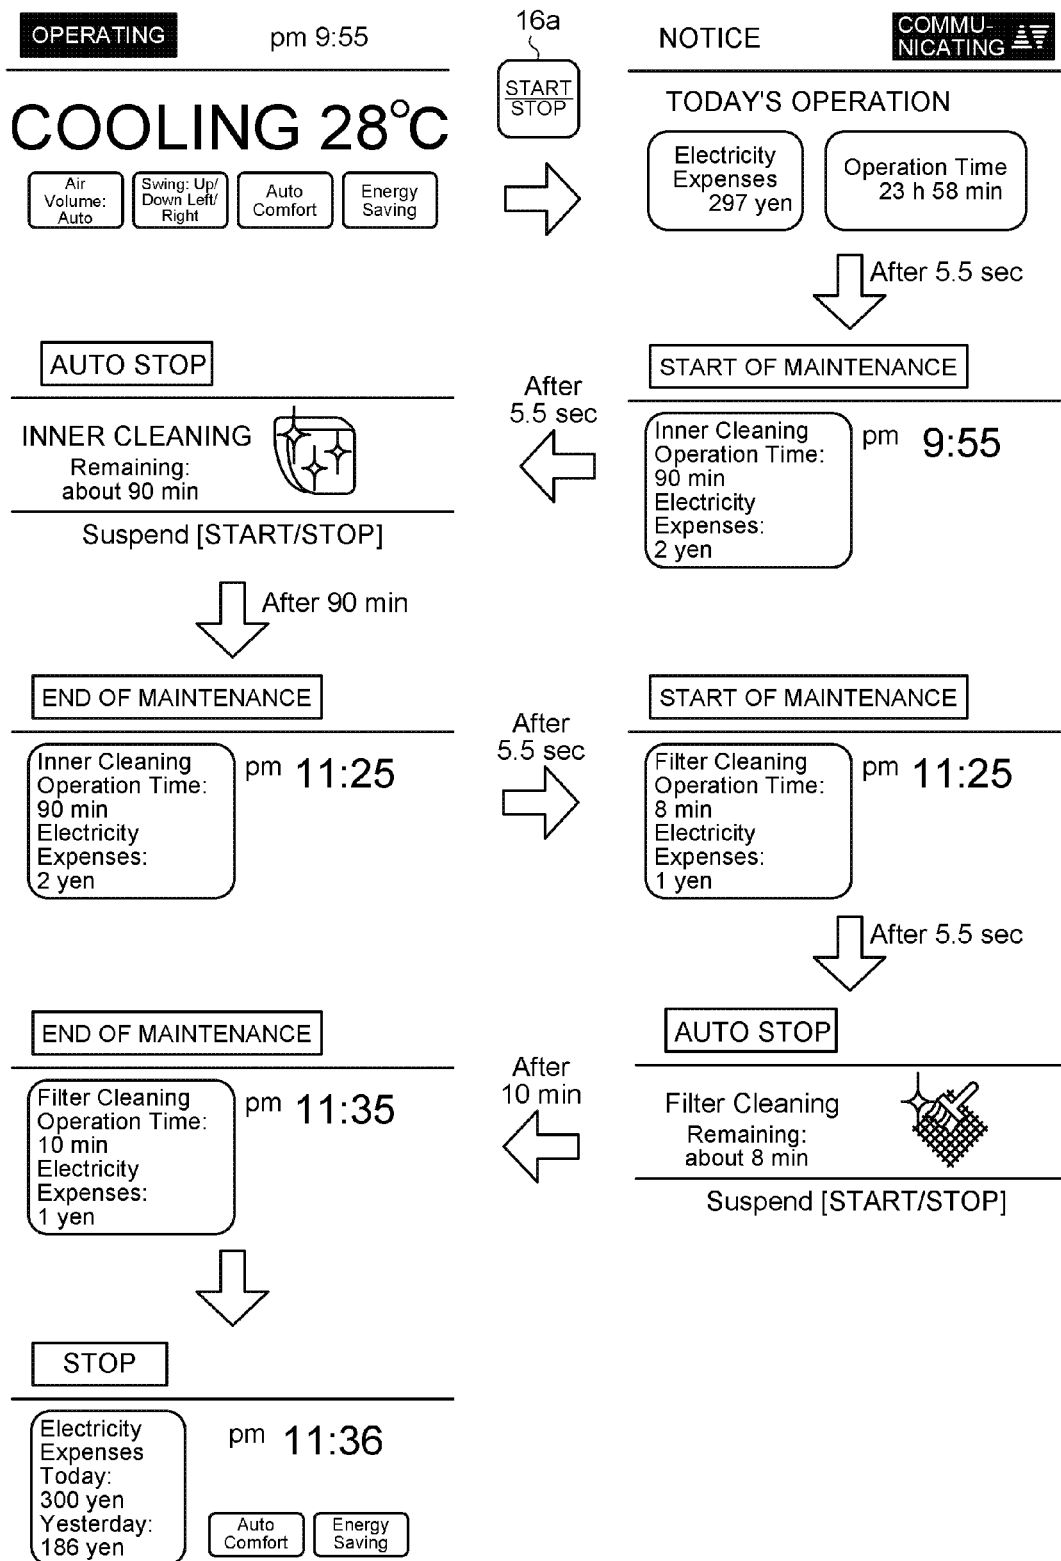 OPERATING
pm 9:55
COOLING 28°C
Air
Volume:
Auto
Swing: Up/
Down Left/
Right
Auto
Comfort
Energy
Saving
16a
START
STOP
NOTICE
COMMU-
NICATING
TODAY'S OPERATION
Electricity
Expenses
297 yen
Operation Time
23 h 58 min
After 5.5 sec
START OF MAINTENANCE
Inner Cleaning
Operation Time:
90 min
Electricity
Expenses:
2 yen
pm 9:55
After
5.5 sec
AUTO STOP
INNER CLEANING
Remaining:
about 90 min
Suspend [START/STOP]
After 90 min
END OF MAINTENANCE
Inner Cleaning
Operation Time:
90 min
Electricity
Expenses:
2 yen
pm 11:25
After
5.5 sec
START OF MAINTENANCE
Filter Cleaning
Operation Time:
8 min
Electricity
Expenses:
1 yen
pm 11:25
After 5.5 sec
AUTO STOP
Filter Cleaning
Remaining:
about 8 min
Suspend [START/STOP]
After
10 min
END OF MAINTENANCE
Filter Cleaning
Operation Time:
10 min
Electricity
Expenses:
1 yen
pm 11:35
STOP
Electricity
Expenses
Today:
300 yen
Yesterday:
186 yen
pm 11:36
Auto
Comfort
Energy
Saving